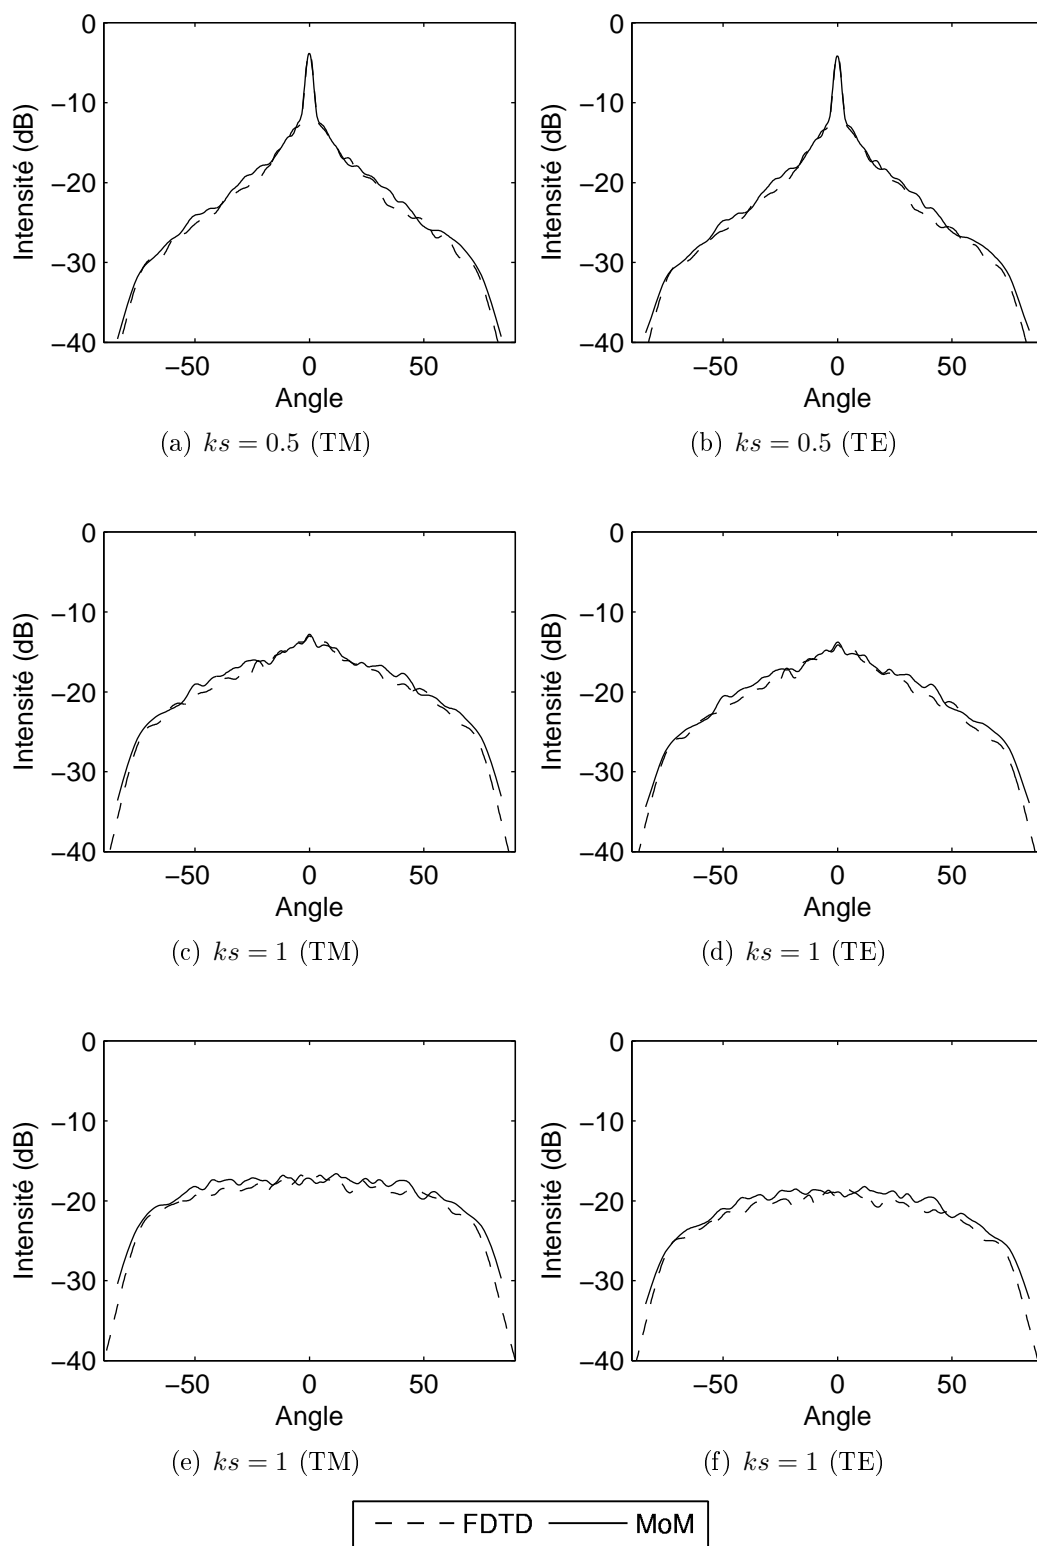 0
−10
−20
−30
−40
−50 0 50
Intensité (dB)
Angle
(a) ks = 0.5 (TM)
0
−10
−20
−30
−40
−50 0 50
Intensité (dB)
Angle
(b) ks = 0.5 (TE)
0
−10
−20
−30
−40
−50 0 50
Intensité (dB)
Angle
(c) ks = 1 (TM)
0
−10
−20
−30
−40
−50 0 50
Intensité (dB)
Angle
(d) ks = 1 (TE)
0
−10
−20
−30
−40
−50 0 50
Intensité (dB)
Angle
(e) ks = 1 (TM)
0
−10
−20
−30
−40
−50 0 50
Intensité (dB)
Angle
(f) ks = 1 (TE)
FDTD MoM